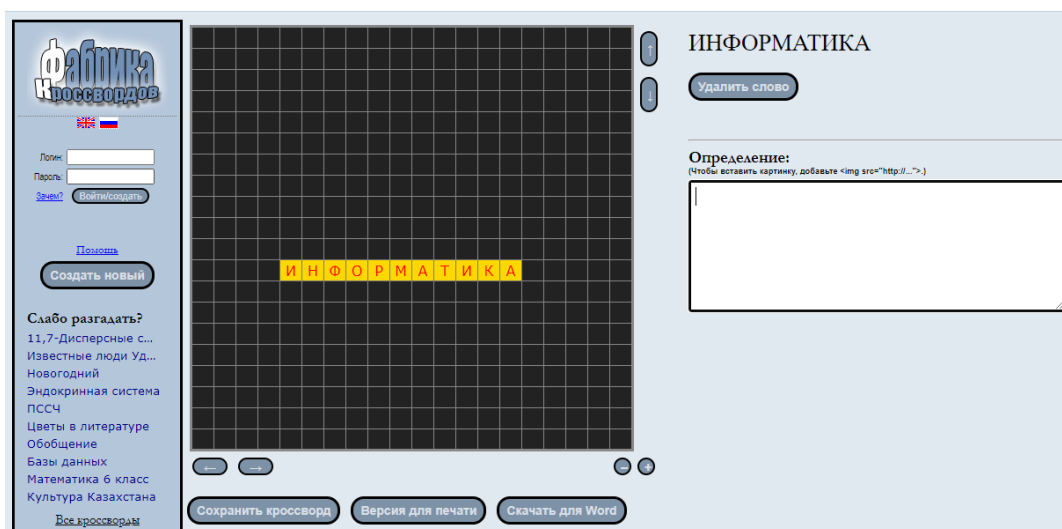 Фабрика
Кроссвордов
Логин:
Пароль:
Зачем? Войти/создать
Помощь
Создать новый
Слабо разгадать?
11,7-Дисперсные с...
Известные люди Уд...
Новогодний
Эндокринная система
ПССЧ
Цветы в литературе
Обобщение
Базы данных
Математика 6 класс
Культура Казахстана
Все кроссворды
ИНФОРМАТИКА
↑
↓
← →
- +
Сохранить кроссворд Версия для печати Скачать для Word
ИНФОРМАТИКА
Удалить слово
Определение:
(Чтобы вставить картинку, добавьте <img src="http://...">.)